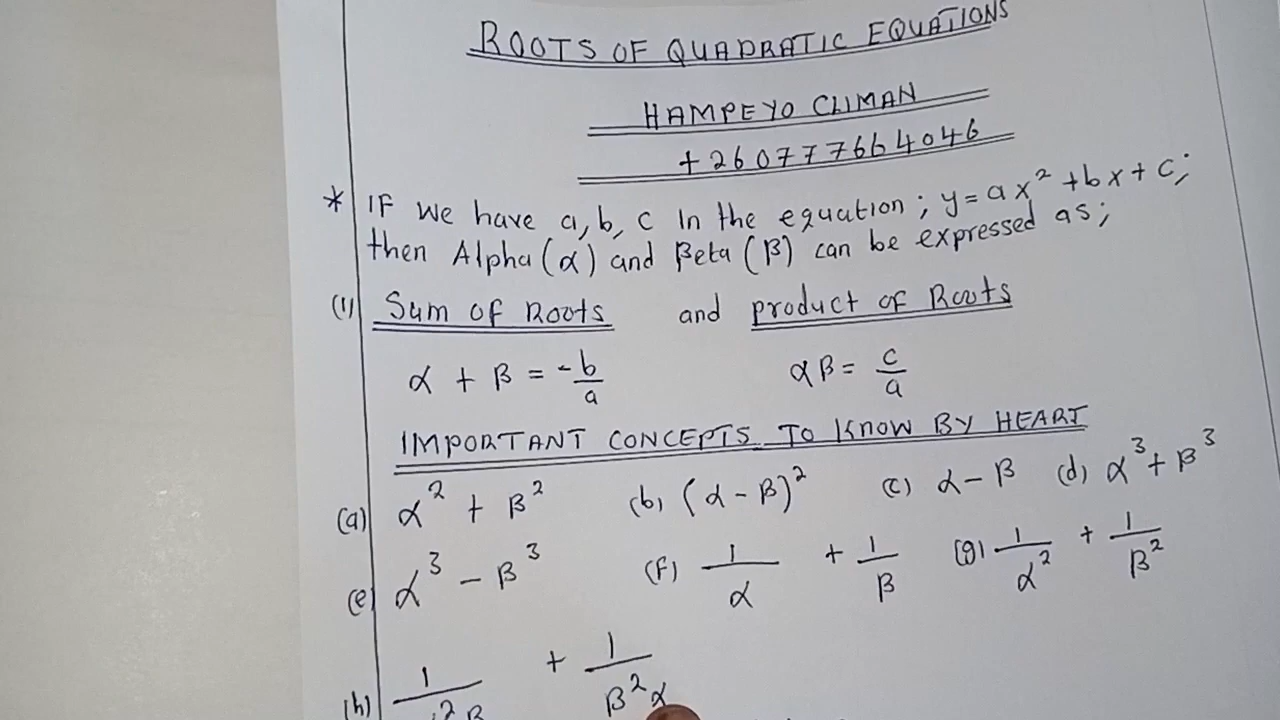 ROOTS OF QUADRATIC EQUATIONS
HAMPEYO CLIMAN
+260777664046
* IF we have a, b, c in the equation; y = ax² + bx + c;
then Alpha (α) and Beta (β) can be expressed as;
(1) Sum of Roots and product of Roots
α + β = -b/a αβ = c/a
IMPORTANT CONCEPTS TO KNOW BY HEART
(a) α² + β² (b) (α - β)² (c) α - β (d) α³ + β³
(e) α³ - β³ (F) 1/α + 1/β (g) 1/α² + 1/β²
(h) 1/α²β + 1/β²α